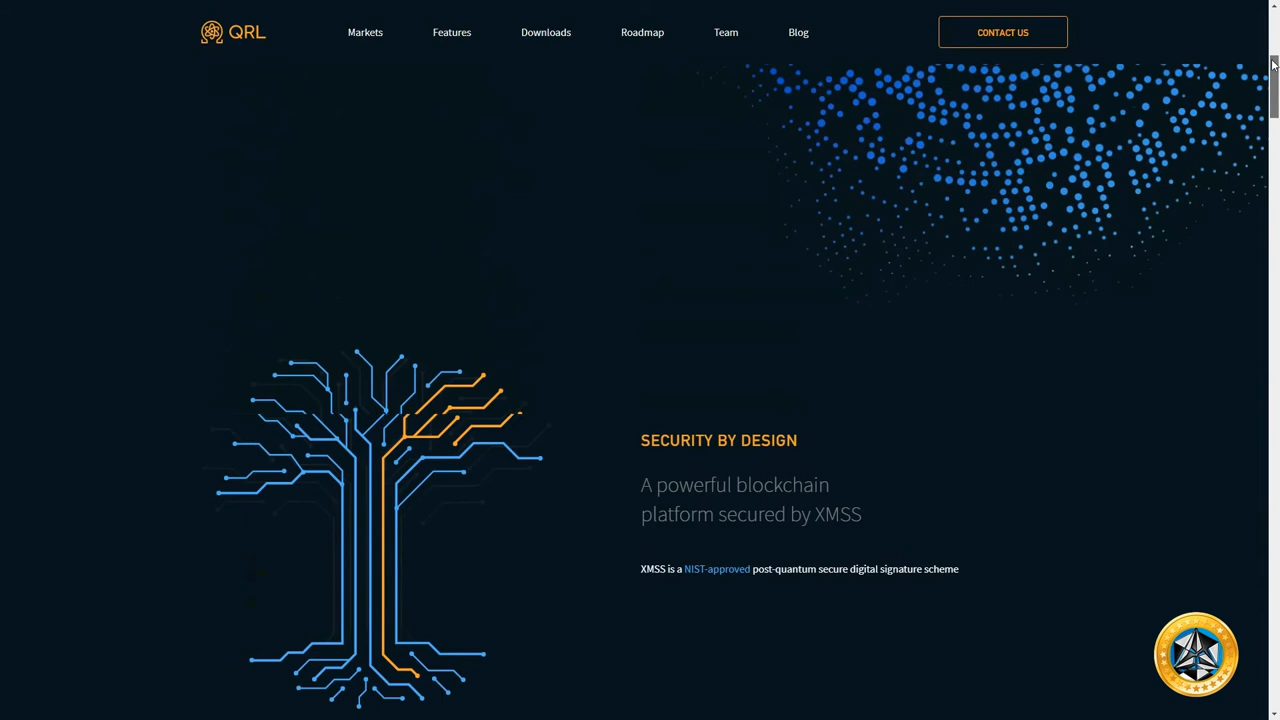 QRL
Markets
Features
Downloads
Roadmap
Team
Blog
CONTACT US
SECURITY BY DESIGN
A powerful blockchain
platform secured by XMSS
XMSS is a NIST-approved post-quantum secure digital signature scheme